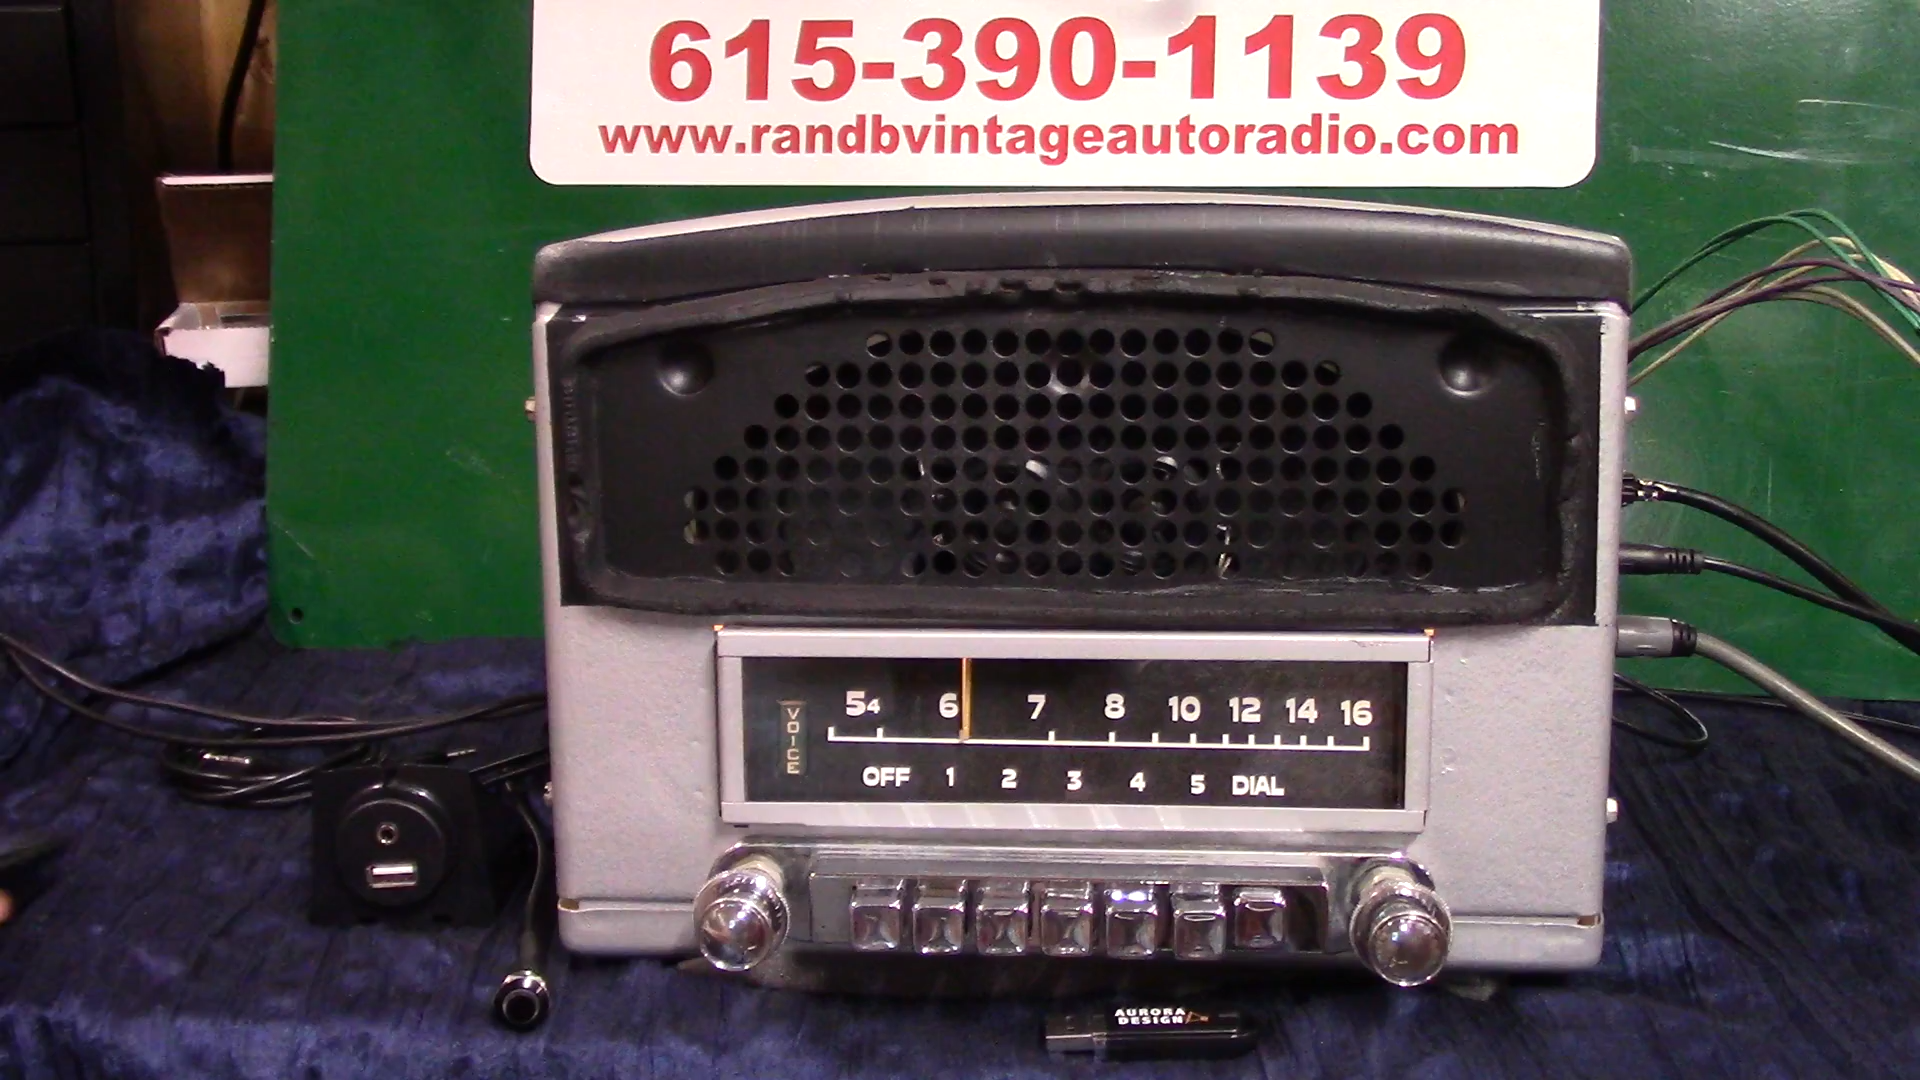 615-390-1139
www.randbvintageautoradio.com
54 6 7 8 10 12 14 16
VOICE
OFF 1 2 3 4 5 DIAL
AURORA
DESIGN